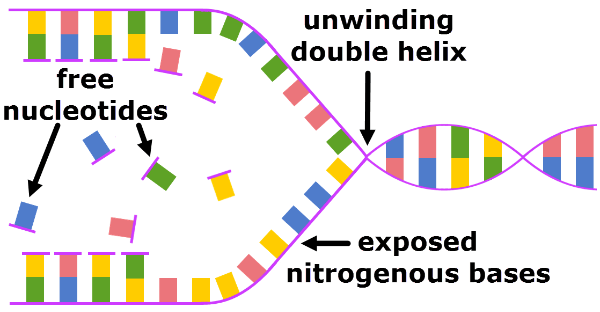 unwinding
double helix
free
nucleotides
exposed
nitrogenous bases